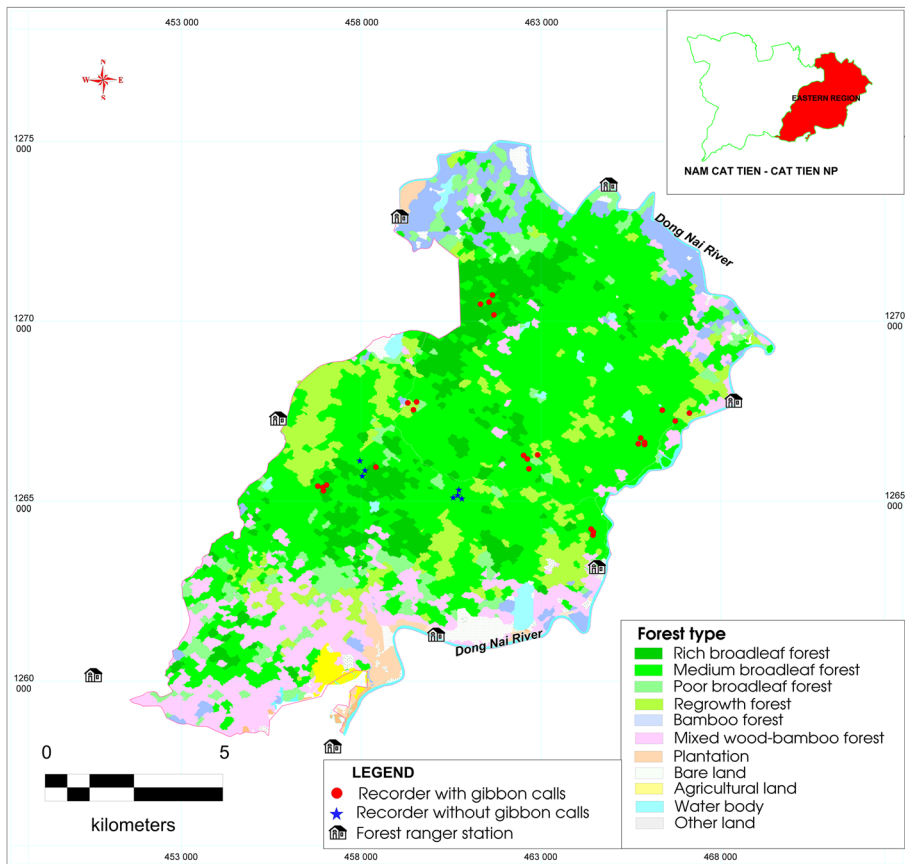 453 000
458 000
463 000
N
W
E
S
EASTERN REGION
NAM CAT TIEN - CAT TIEN NP
1275
000
Dong Nai River
1270
000
1270
000
1265
000
1265
000
Dong Nai River
1260
000
0
5
kilometers
LEGEND
Recorder with gibbon calls
Recorder without gibbon calls
Forest ranger station
Forest type
Rich broadleaf forest
Medium broadleaf forest
Poor broadleaf forest
Regrowth forest
Bamboo forest
Mixed wood-bamboo forest
Plantation
Bare land
Agricultural land
Water body
Other land
453 000
458 000
463 000
468 000